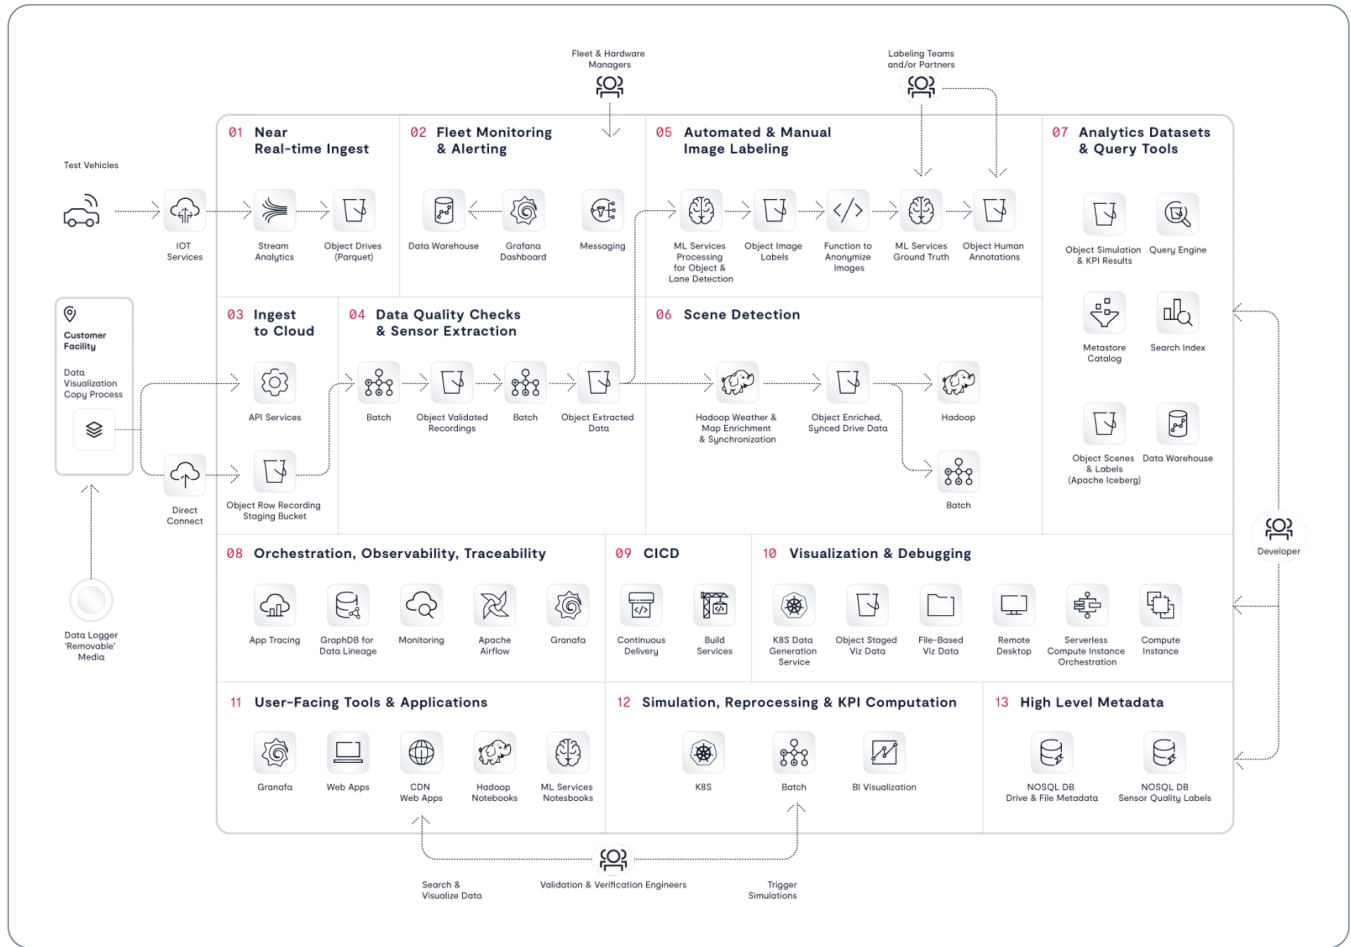 Fleet & Hardware
Managers
Labeling Teams
and/or Partners
Test Vehicles
01 Near
Real-time Ingest
IOT
Services
Stream
Analytics
Object Drives
(Parquet)
02 Fleet Monitoring
& Alerting
Data Warehouse
Grafana
Dashboard
Messaging
05 Automated & Manual
Image Labeling
ML Services
Processing
for Object &
Lane Detection
Object Image
Labels
Function to
Anonymize
Images
ML Services
Ground Truth
Object Human
Annotations
07 Analytics Datasets
& Query Tools
Object Simulation
& KPI Results
Query Engine
Metastore
Catalog
Search Index
Object Scenes
& Labels
(Apache Iceberg)
Data Warehouse
Customer
Facility
Data
Visualization
Copy Process
Direct
Connect
Data Logger
'Removable'
Media
03 Ingest
to Cloud
API Services
Object Row Recording
Staging Bucket
04 Data Quality Checks
& Sensor Extraction
Batch
Object Validated
Recordings
Batch
Object Extracted
Data
06 Scene Detection
Hadoop Weather &
Map Enrichment
& Synchronization
Object Enriched,
Synced Drive Data
Hadoop
Batch
Developer
08 Orchestration, Observability, Traceability
App Tracing
GraphDB for
Data Lineage
Monitoring
Apache
Airflow
Granafa
09 CICD
Continuous
Delivery
Build
Services
10 Visualization & Debugging
K8S Data
Generation
Service
Object Staged
Viz Data
File-Based
Viz Data
Remote
Desktop
Serverless
Compute Instance
Orchestration
Compute
Instance
11 User-Facing Tools & Applications
Granafa
Web Apps
CDN
Web Apps
Hadoop
Notebooks
ML Services
Notesbooks
12 Simulation, Reprocessing & KPI Computation
K8S
Batch
BI Visualization
13 High Level Metadata
NOSQL DB
Drive & File Metadata
NOSQL DB
Sensor Quality Labels
Search &
Visualize Data
Validation & Verification Engineers
Trigger
Simulations